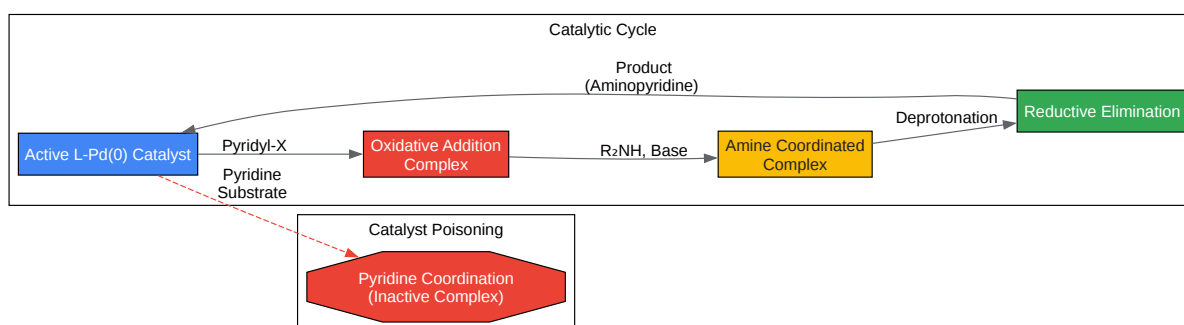 Catalytic Cycle
Product
(Aminopyridine)
Active L-Pd(0) Catalyst
Pyridyl-X
Oxidative Addition
Complex
R₂NH, Base
Amine Coordinated
Complex
Deprotonation
Reductive Elimination
Pyridine
Substrate
Catalyst Poisoning
Pyridine Coordination
(Inactive Complex)